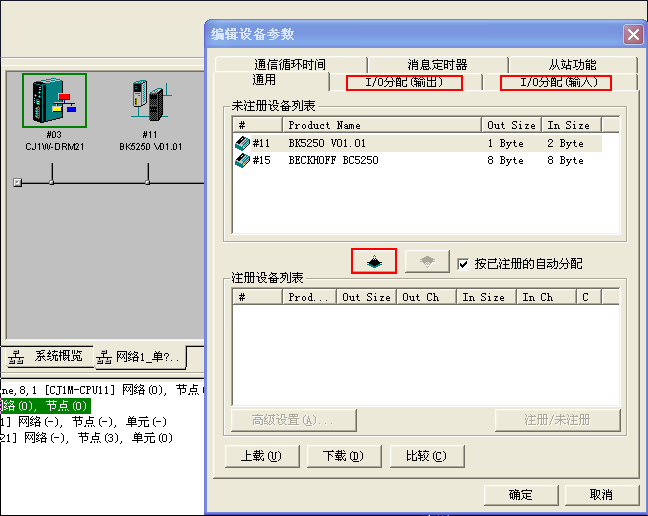 编辑设备参数
通信循环时间 消息定时器 从站功能
通用 I/O分配(输出) I/O分配(输入)
未注册设备列表
# Product Name Out Size In Size
#11 BK5250 V01.01 1 Byte 2 Byte
#15 BECKHOFF BC5250 8 Byte 8 Byte
按已注册的自动分配
注册设备列表
# Prod... Out Size Out Ch In Size In Ch C
高级设置(A)... 注册/未注册
上载(U) 下载(D) 比较(C)
确定 取消
#03 #11
CJ1W-DRM21 BK5250 V01.01
系统概览 网络1_单?..
ne,8,1 [CJ1M-CPU11] 网络(0), 节点(
络(0), 节点(0)
1] 网络(-), 节点(-), 单元(-)
21] 网络(-), 节点(3), 单元(0)